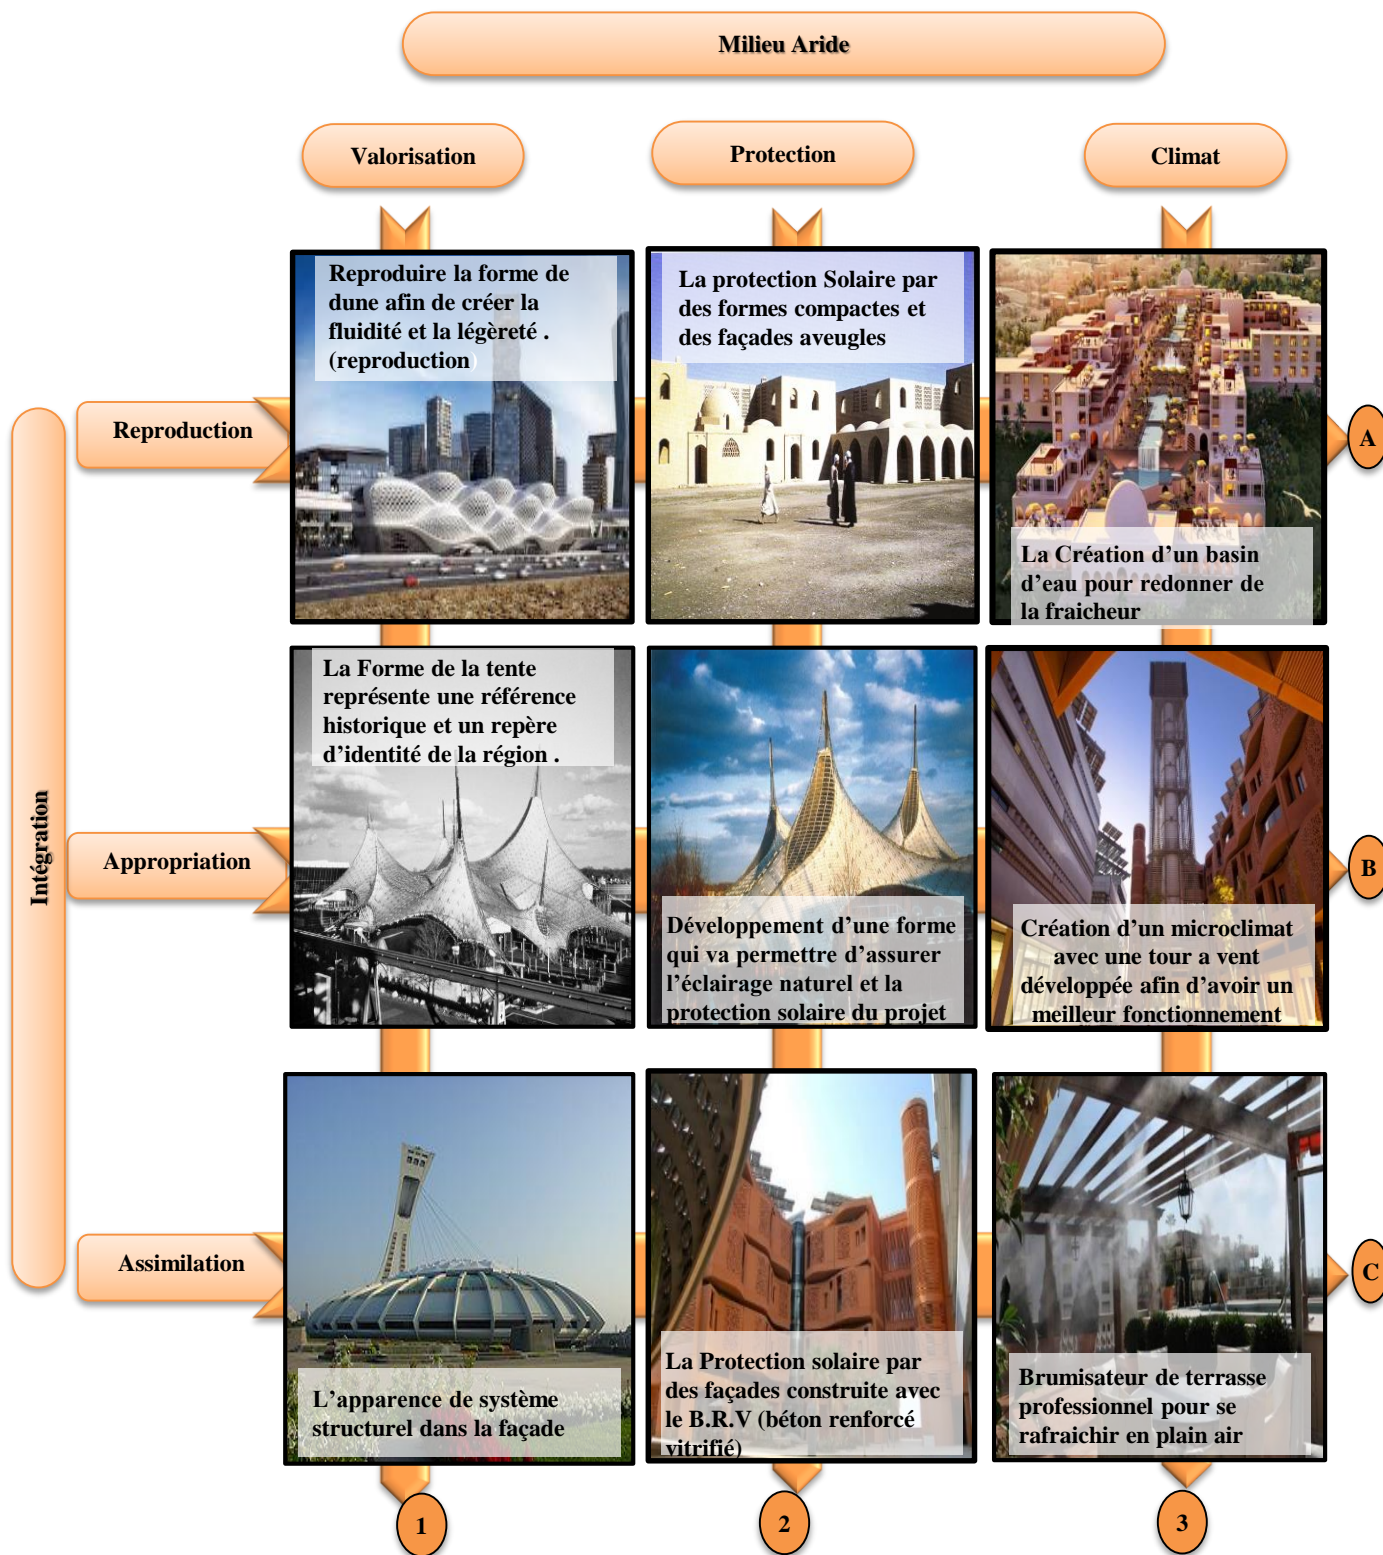 Milieu Aride
Valorisation
Protection
Climat
Intégration
Reproduction
Reproduire la forme de
dune afin de créer la
fluidité et la légèreté .
(reproduction)
La protection Solaire par
des formes compactes et
des façades aveugles
La Création d’un basin
d’eau pour redonner de
la fraicheur
A
Appropriation
La Forme de la tente
représente une référence
historique et un repère
d’identité de la région .
Développement d’une forme
qui va permettre d’assurer
l’éclairage naturel et la
protection solaire du projet
Création d’un microclimat
avec une tour a vent
développée afin d’avoir un
meilleur fonctionnement
B
Assimilation
L’apparence de système
structurel dans la façade
La Protection solaire par
des façades construite avec
le B.R.V (béton renforcé
vitrifié)
Brumisateur de terrasse
professionnel pour se
rafraichir en plain air
C
1
2
3